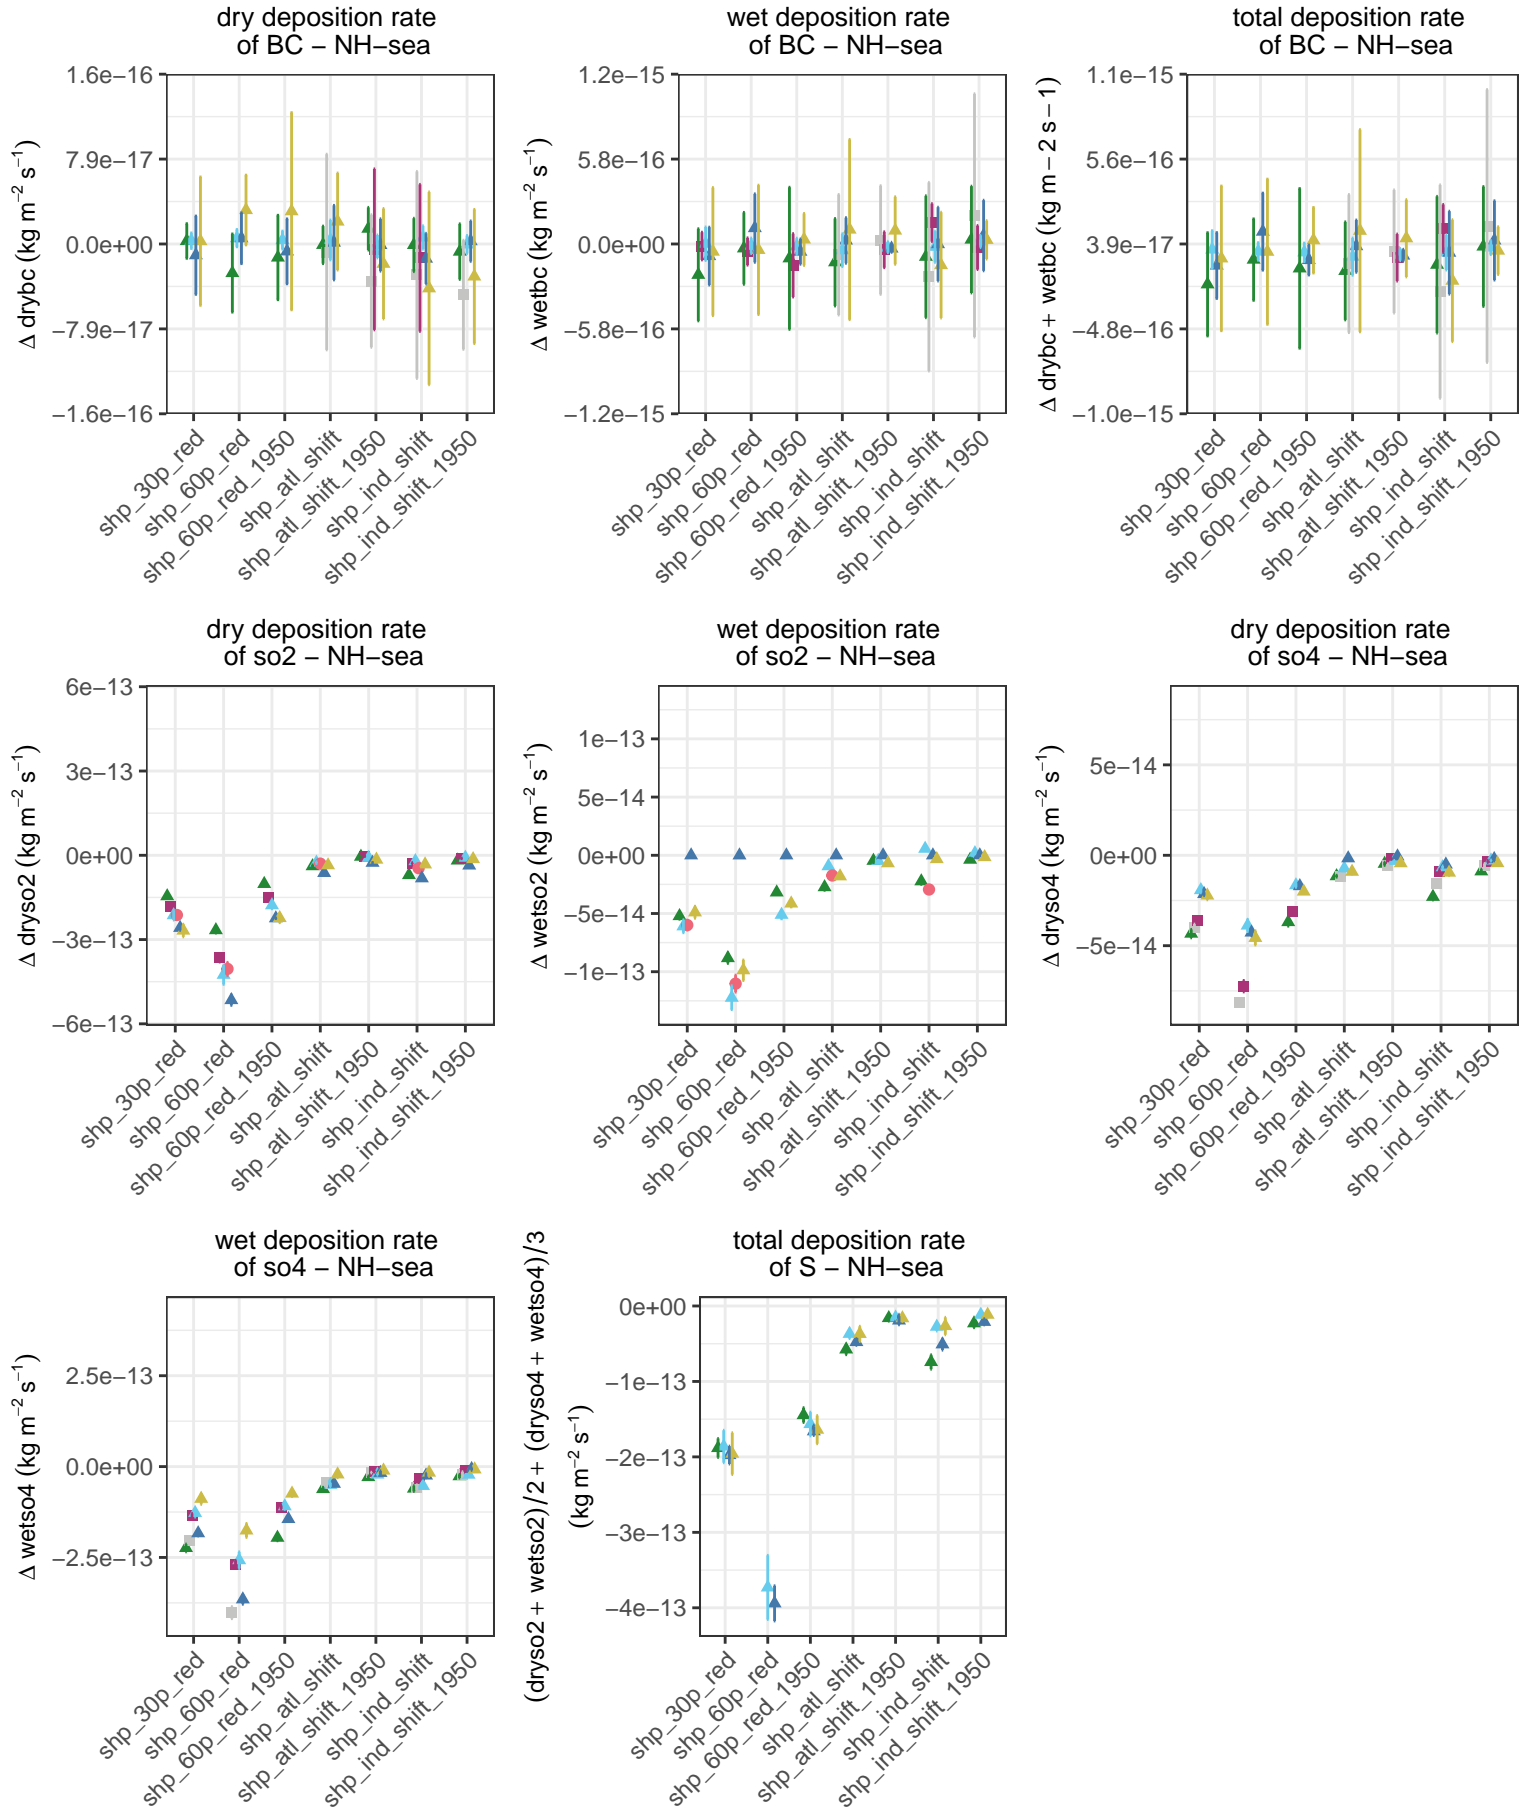 dry deposition rate
of BC − NH−sea
Δ drybc (kg m−2 s−1)
1.6e−16
7.9e−17
0.0e+00
−7.9e−17
−1.6e−16
shp_30p_red
shp_60p_red
shp_60p_red_1950
shp_atl_shift
shp_atl_shift_1950
shp_ind_shift
shp_ind_shift_1950
wet deposition rate
of BC − NH−sea
Δ wetbc (kg m−2 s−1)
1.2e−15
5.8e−16
0.0e+00
−5.8e−16
−1.2e−15
shp_30p_red
shp_60p_red
shp_60p_red_1950
shp_atl_shift
shp_atl_shift_1950
shp_ind_shift
shp_ind_shift_1950
total deposition rate
of BC − NH−sea
Δ drybc + wetbc (kg m − 2 s − 1)
1.1e−15
5.6e−16
3.9e−17
−4.8e−16
−1.0e−15
shp_30p_red
shp_60p_red
shp_60p_red_1950
shp_atl_shift
shp_atl_shift_1950
shp_ind_shift
shp_ind_shift_1950
dry deposition rate
of so2 − NH−sea
Δ dryso2 (kg m−2 s−1)
6e−13
3e−13
0e+00
−3e−13
−6e−13
shp_30p_red
shp_60p_red
shp_60p_red_1950
shp_atl_shift
shp_atl_shift_1950
shp_ind_shift
shp_ind_shift_1950
wet deposition rate
of so2 − NH−sea
Δ wetso2 (kg m−2 s−1)
1e−13
5e−14
0e+00
−5e−14
−1e−13
shp_30p_red
shp_60p_red
shp_60p_red_1950
shp_atl_shift
shp_atl_shift_1950
shp_ind_shift
shp_ind_shift_1950
dry deposition rate
of so4 − NH−sea
Δ dryso4 (kg m−2 s−1)
5e−14
0e+00
−5e−14
shp_30p_red
shp_60p_red
shp_60p_red_1950
shp_atl_shift
shp_atl_shift_1950
shp_ind_shift
shp_ind_shift_1950
wet deposition rate
of so4 − NH−sea
Δ wetso4 (kg m−2 s−1)
2.5e−13
0.0e+00
−2.5e−13
shp_30p_red
shp_60p_red
shp_60p_red_1950
shp_atl_shift
shp_atl_shift_1950
shp_ind_shift
shp_ind_shift_1950
total deposition rate
of S − NH−sea
(dryso2 + wetso2)/2 + (dryso4 + wetso4)/3
(kg m−2 s−1)
0e+00
−1e−13
−2e−13
−3e−13
−4e−13
shp_30p_red
shp_60p_red
shp_60p_red_1950
shp_atl_shift
shp_atl_shift_1950
shp_ind_shift
shp_ind_shift_1950